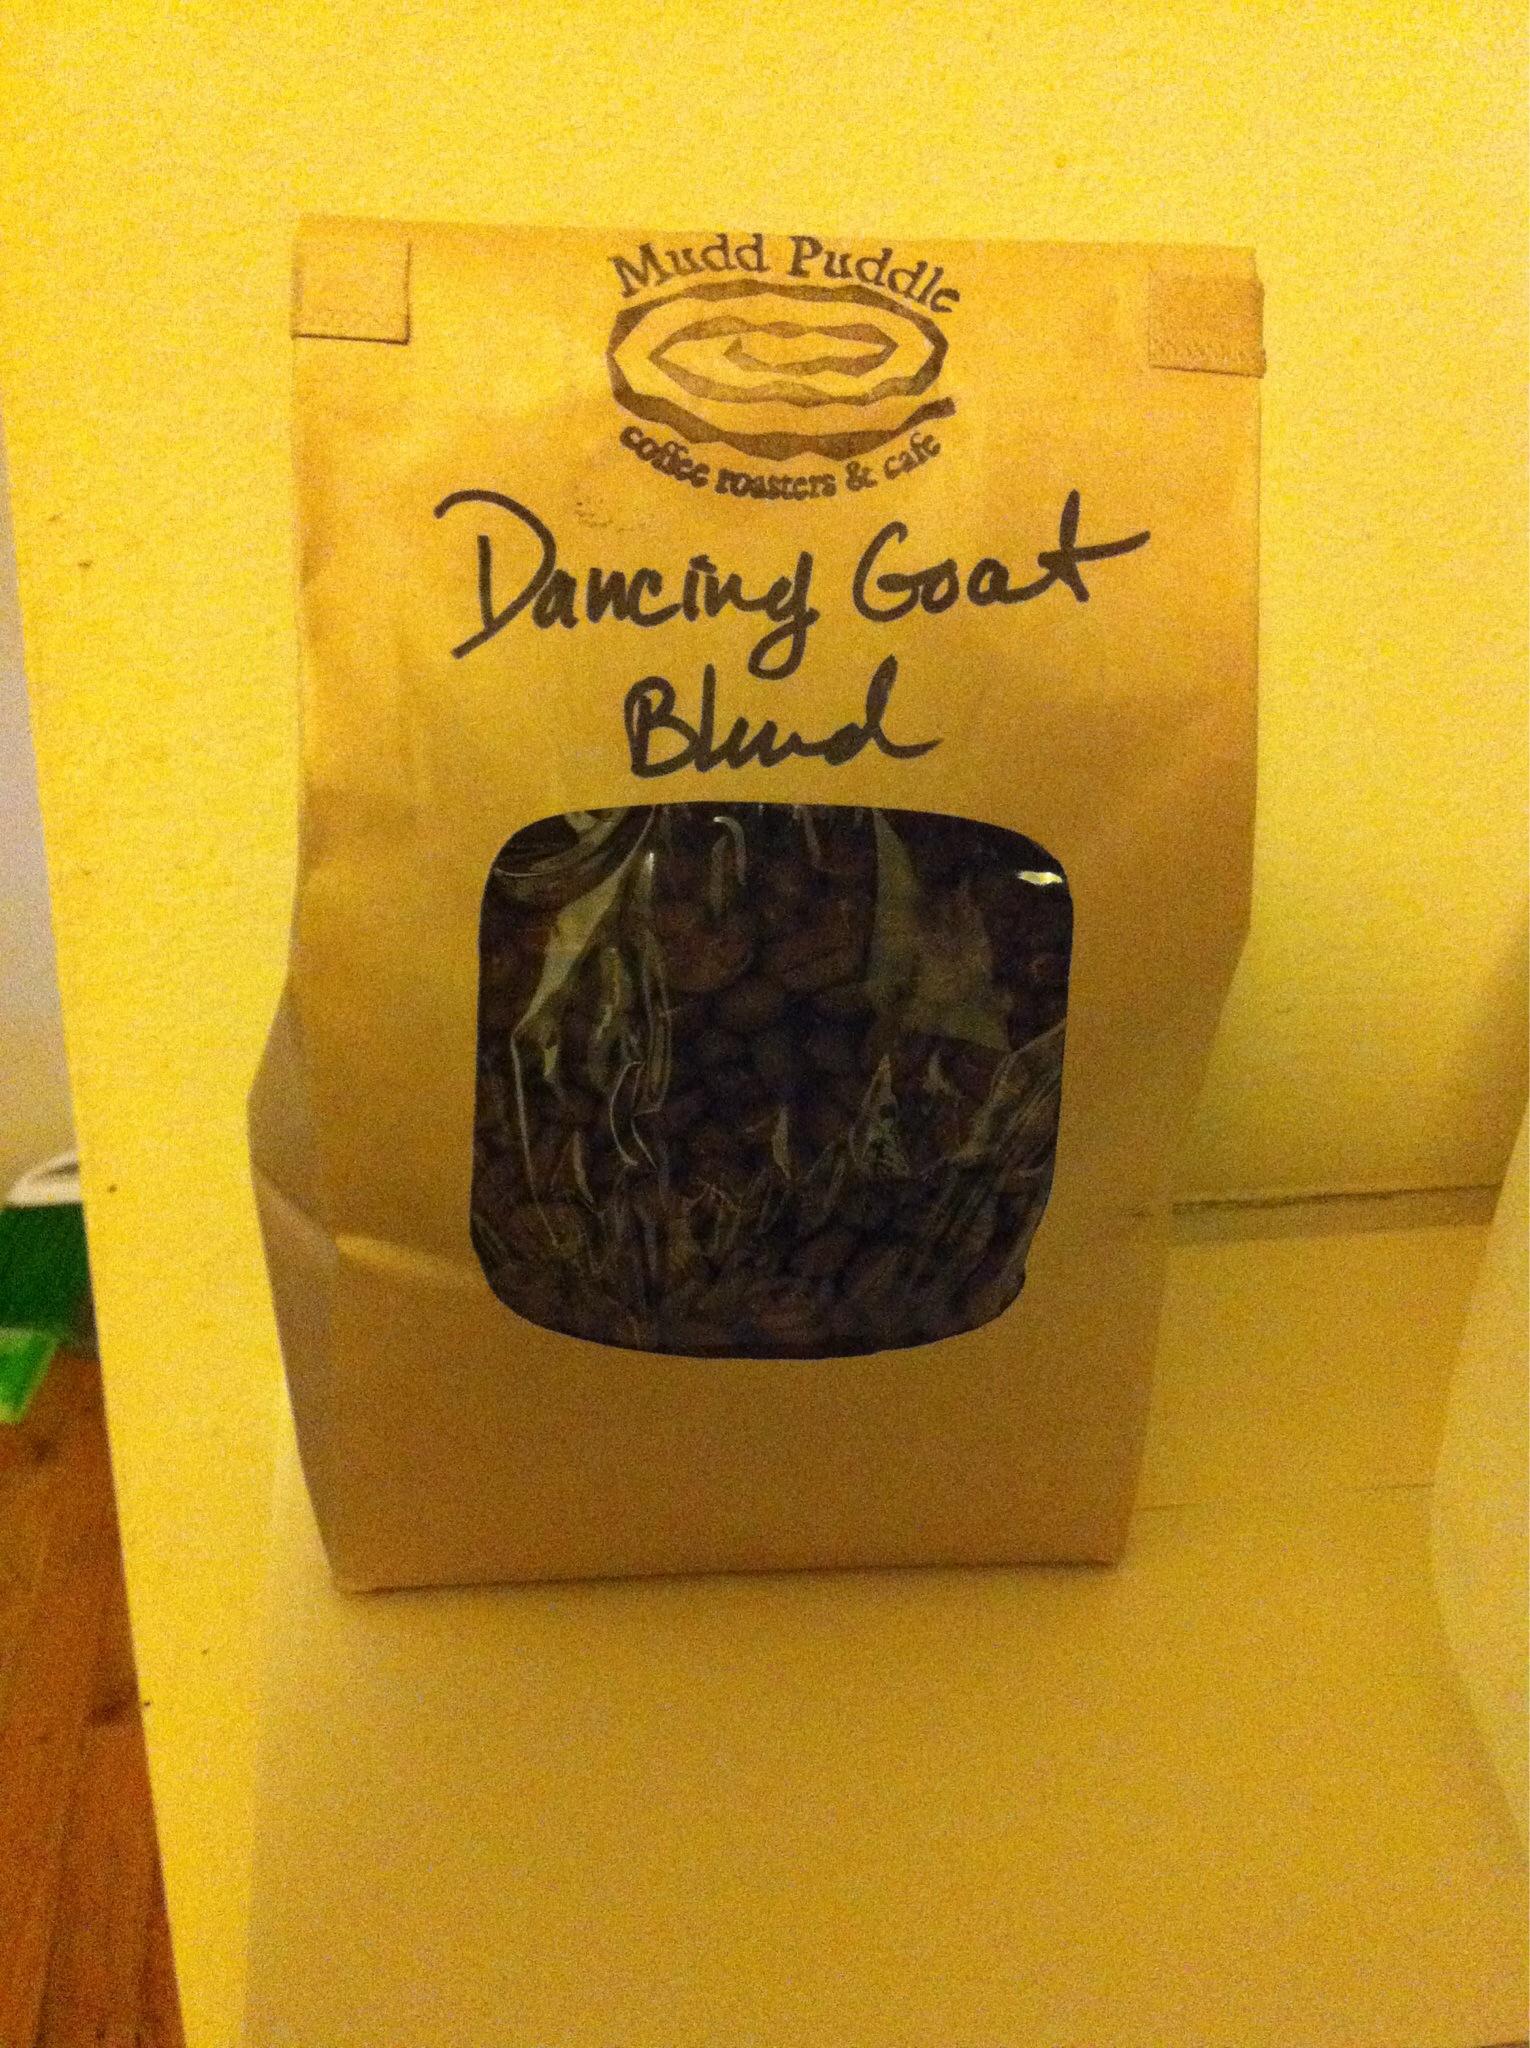 Mudd Puddle
coffee roasters & cafe
Dancing Goat
Blend